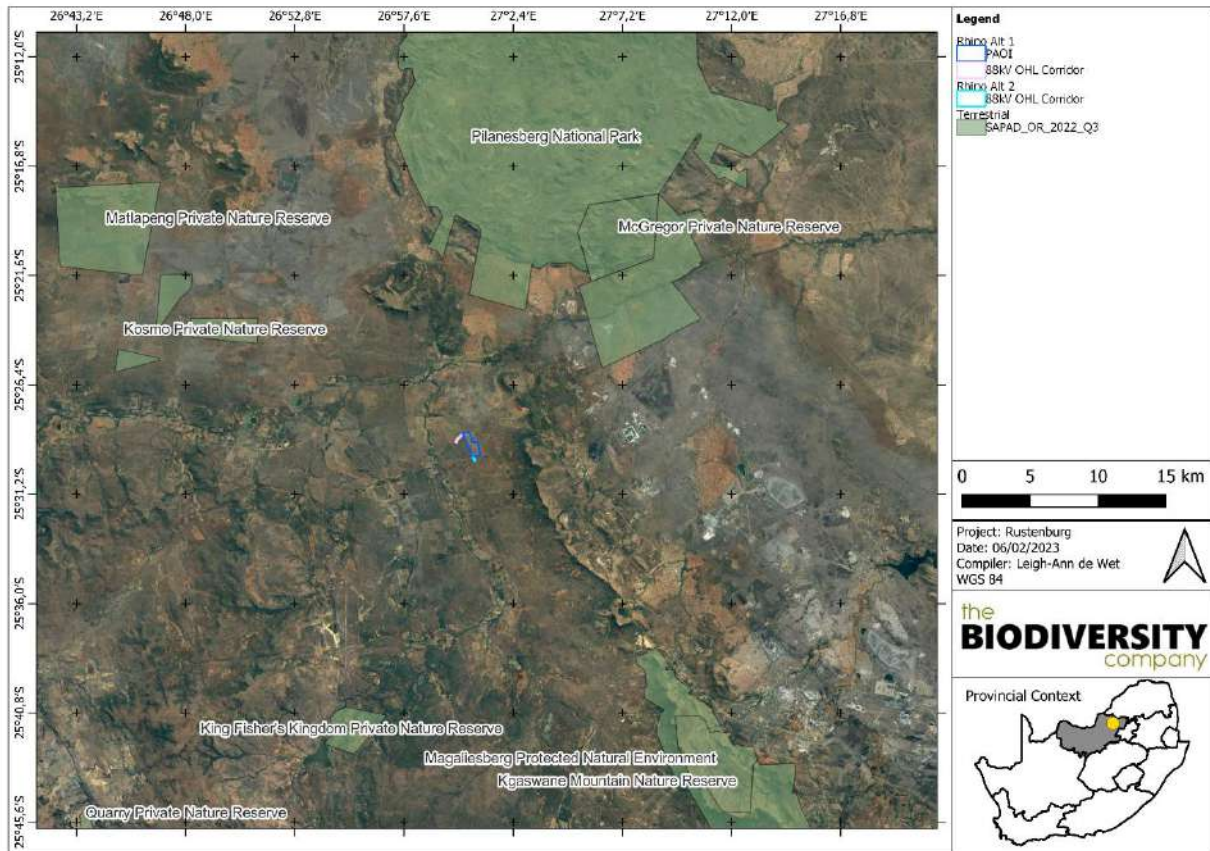 26°43,2'E 26°48,0'E 26°52,8'E 26°57,6'E 27°2,4'E 27°7,2'E 27°12,0'E 27°16,8'E
25°12,0'S
25°16,8'S
25°21,6'S
25°26,4'S
25°31,2'S
25°36,0'S
25°40,8'S
25°45,6'S
Pilanesberg National Park
Matlapeng Private Nature Reserve
McGregor Private Nature Reserve
Kosmo Private Nature Reserve
King Fisher's Kingdom Private Nature Reserve
Magaliesberg Protected Natural Environment
Kgaswane Mountain Nature Reserve
Quarry Private Nature Reserve
Legend
Rhino Alt 1
PAOI
88kV OHL Corridor
Rhino Alt 2
88kV OHL Corridor
Terrestrial
SAPAD_OR_2022_Q3
0 5 10 15 km
Project: Rustenburg
Date: 06/02/2023
Compiler: Leigh-Ann de Wet
WGS 84
the
BIODIVERSITY
company
Provincial Context